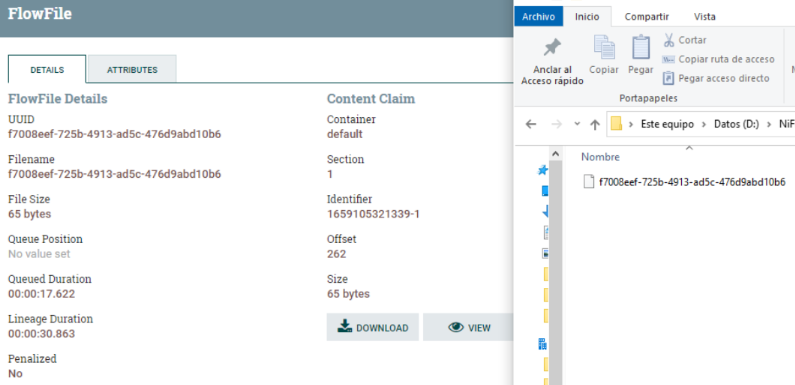 FlowFile
DETAILS
ATTRIBUTES
FlowFile Details
UUID
f7008eef-725b-4913-ad5c-476d9abd10b6
Filename
f7008eef-725b-4913-ad5c-476d9abd10b6
File Size
65 bytes
Queue Position
No value set
Queued Duration
00:00:17.622
Lineage Duration
00:00:30.863
Penalized
No
Content Claim
Container
default
Section
1
Identifier
1659105321339-1
Offset
262
Size
65 bytes
DOWNLOAD
VIEW
Archivo
Inicio
Compartir
Vista
Anclar al
Acceso rápido
Copiar
Pegar
Cortar
Copiar ruta de acceso
Pegar acceso directo
Portapapeles
Este equipo > Datos (D:) > NiF
Nombre
f7008eef-725b-4913-ad5c-476d9abd10b6